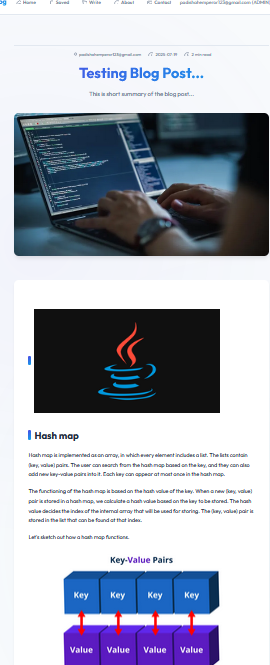 Home Saved Write About Contact
2025-07-19 2 min read
Testing Blog Post...
This is short summary of the blog post...
Hash map
Hash map is implemented as an array, in which every element includes a list. The lists contain
(key, value) pairs. The user can search from the hash map based on the key, and they can also
add new key-value pairs into it. Each key can appear at most once in the hash map.
The functioning of the hash map is based on the hash value of the key. When a new (key, value)
pair is stored in a hash map, we calculate a hash value based on the key to be stored. The hash
value decides the index of the internal array that will be used for storing. The (key, value) pair is
stored in the list that can be found at that index.
Let's sketch out how a hash map functions.
Key-Value Pairs
Key Key Key Key
Value Value Value Value